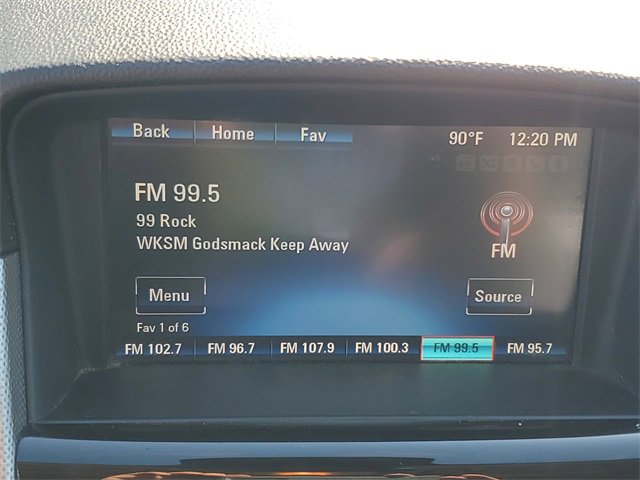 Back Home Fav 90°F 12:20 PM
FM 99.5
99 Rock
WKSM Godsmack Keep Away
FM
Menu Source
Fav 1 of 6
FM 102.7 FM 96.7 FM 107.9 FM 100.3 FM 99.5 FM 95.7